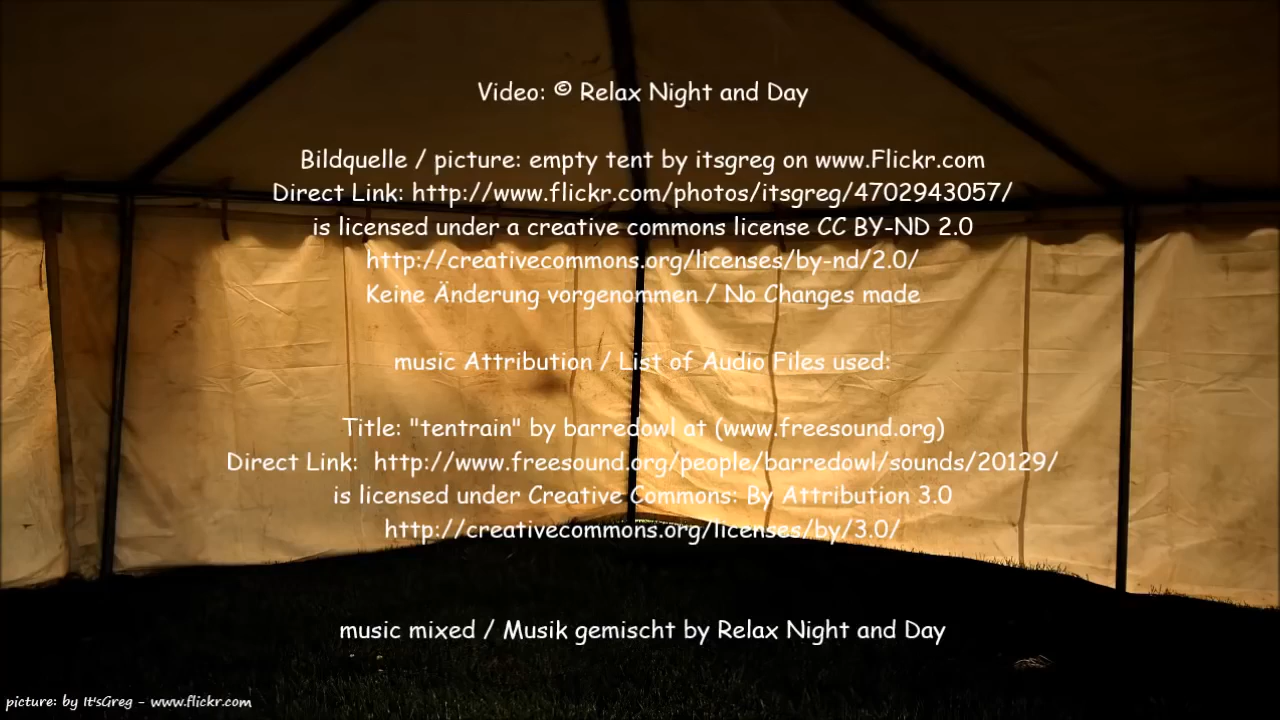 Video: © Relax Night and Day
Bildquelle / picture: empty tent by itsgreg on www.Flickr.com
Direct Link: http://www.flickr.com/photos/itsgreg/4702943057/
is licensed under a creative commons license CC BY-ND 2.0
http://creativecommons.org/licenses/by-nd/2.0/
Keine Änderung vorgenommen / No Changes made
music Attribution / List of Audio Files used:
Title: "tentrain" by barredowl at (www.freesound.org)
Direct Link:  http://www.freesound.org/people/barredowl/sounds/20129/
is licensed under Creative Commons: By Attribution 3.0
http://creativecommons.org/licenses/by/3.0/
music mixed / Musik gemischt by Relax Night and Day
picture: by It'sGreg - www.flickr.com